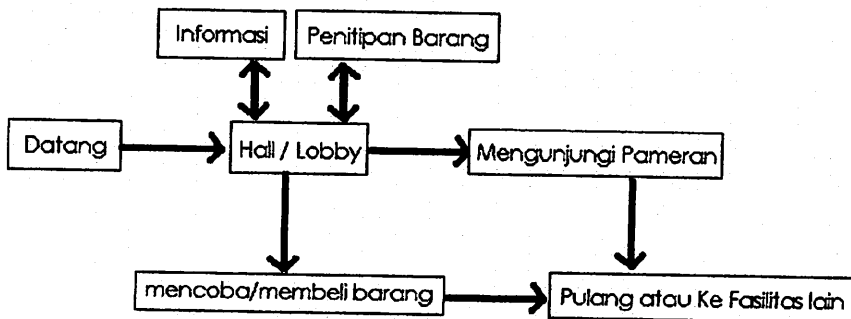 Informasi
Penitipan Barang
Datang
Hall / Lobby
Mengunjungi Pameran
mencoba/membeli barang
Pulang atau Ke Fasilitas lain